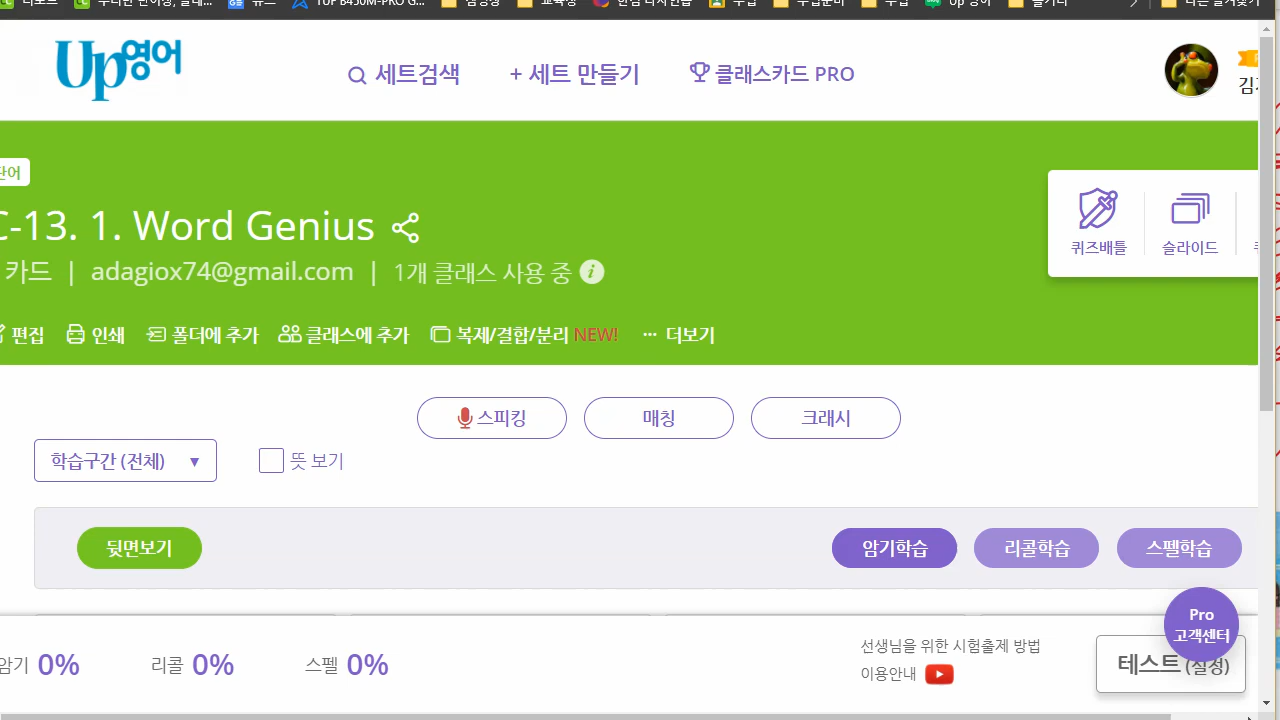 Up영어
세트검색
+ 세트 만들기
클래스카드 PRO
단어
C-13. 1. Word Genius
카드 | adagiox74@gmail.com | 1개 클래스 사용 중
퀴즈배틀
슬라이드
편집
인쇄
폴더에 추가
클래스에 추가
복제/결합/분리 NEW!
··· 더보기
스피킹
매칭
크래시
학습구간 (전체) ▼
뜻 보기
뒷면보기
암기학습
리콜학습
스펠학습
Pro
고객센터
암기 0%
리콜 0%
스펠 0%
선생님을 위한 시험출제 방법
이용안내
테스트 (설정)